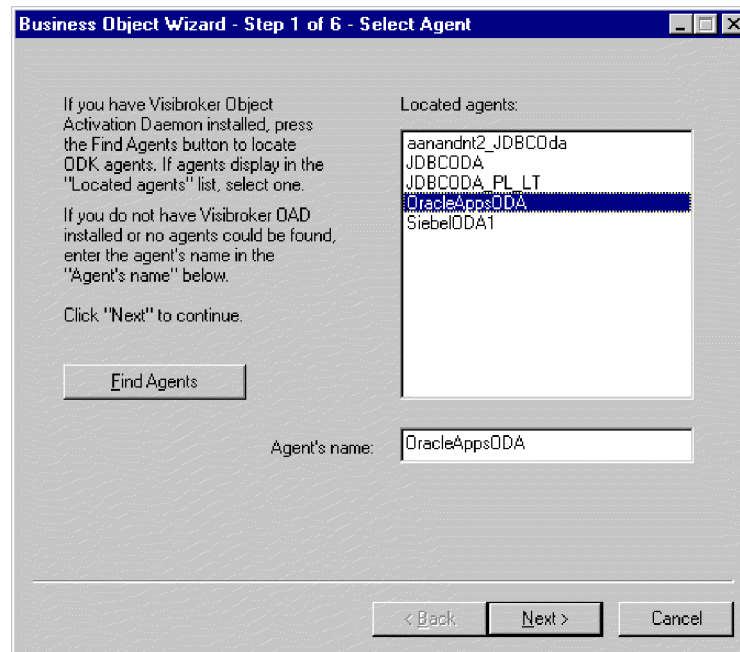 Business Object Wizard - Step 1 of 6 - Select Agent
If you have Visibroker Object
Activation Daemon installed, press
the Find Agents button to locate
ODK agents. If agents display in the
"Located agents" list, select one.
If you do not have Visibroker OAD
installed or no agents could be found,
enter the agent's name in the
"Agent's name" below.
Click "Next" to continue.
Find Agents
Located agents:
aanandnt2_JDBCOda
JDBCODA
JDBCODA_PL_LT
OracleAppsODA
SiebelODA1
Agent's name:
OracleAppsODA
< Back
Next >
Cancel